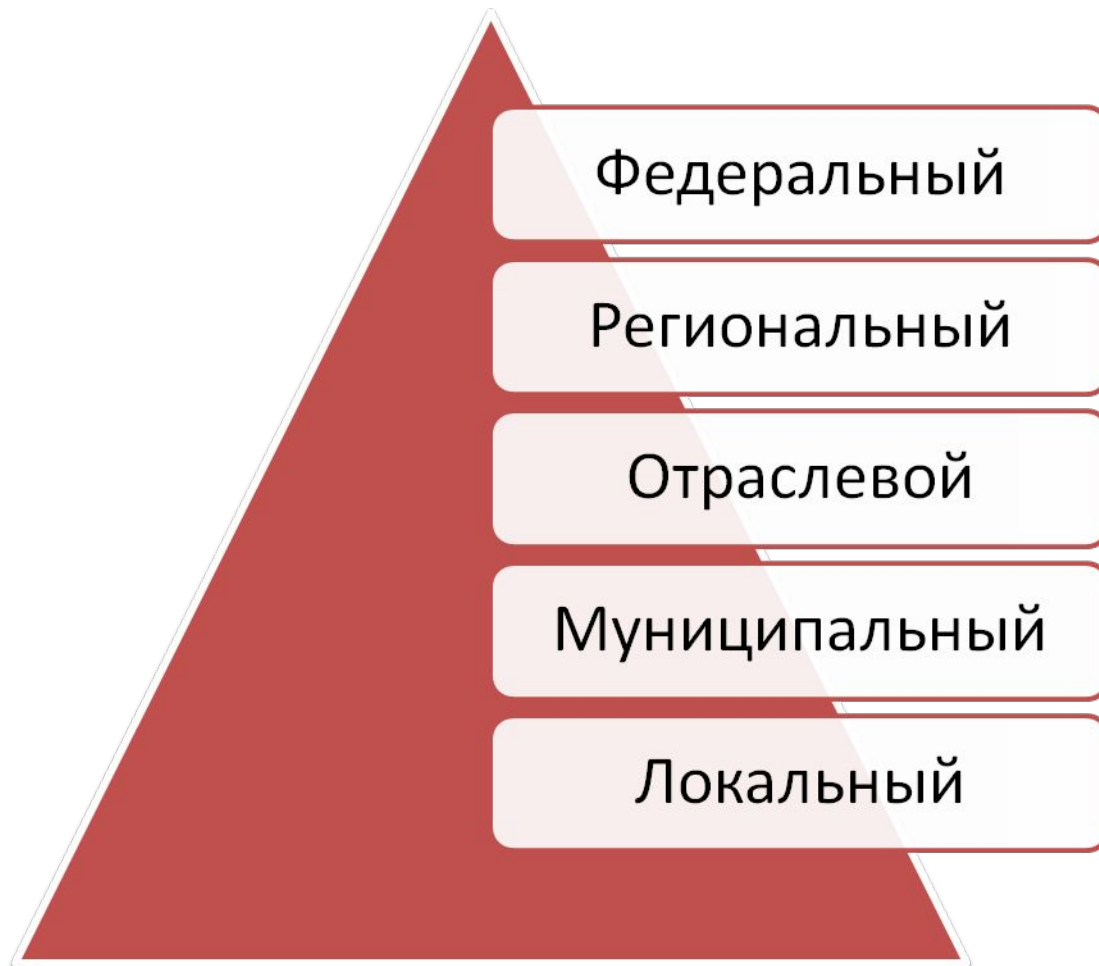 Федеральный
Региональный
Отраслевой
Муниципальный
Локальный